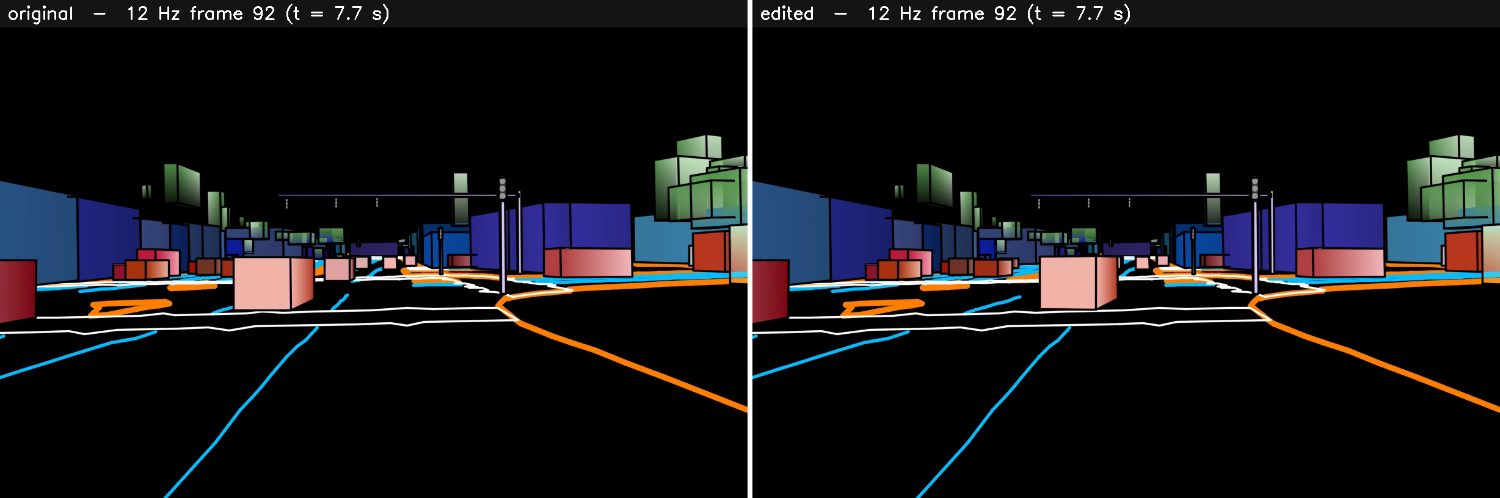 original  –  12 Hz frame 92 (t = 7.7 s)
edited  –  12 Hz frame 92 (t = 7.7 s)